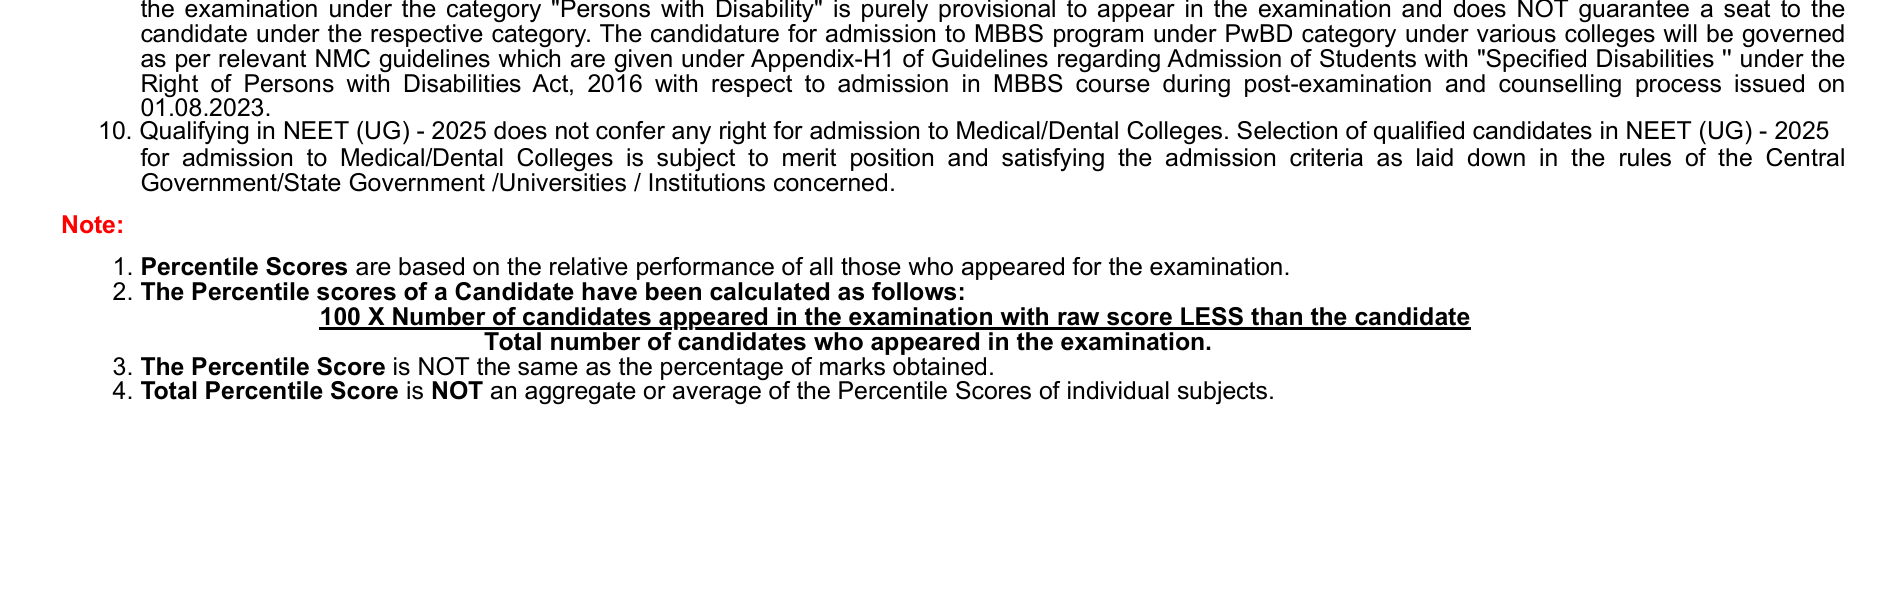 the examination under the category "Persons with Disability" is purely provisional to appear in the examination and does NOT guarantee a seat to the
candidate under the respective category. The candidature for admission to MBBS program under PwBD category under various colleges will be governed
as per relevant NMC guidelines which are given under Appendix-H1 of Guidelines regarding Admission of Students with "Specified Disabilities " under the
Right of Persons with Disabilities Act, 2016 with respect to admission in MBBS course during post-examination and counselling process issued on
01.08.2023.
10. Qualifying in NEET (UG) - 2025 does not confer any right for admission to Medical/Dental Colleges. Selection of qualified candidates in NEET (UG) - 2025
for admission to Medical/Dental Colleges is subject to merit position and satisfying the admission criteria as laid down in the rules of the Central
Government/State Government /Universities / Institutions concerned.
Note:
1. Percentile Scores are based on the relative performance of all those who appeared for the examination.
2. The Percentile scores of a Candidate have been calculated as follows:
100 X Number of candidates appeared in the examination with raw score LESS than the candidate
Total number of candidates who appeared in the examination.
3. The Percentile Score is NOT the same as the percentage of marks obtained.
4. Total Percentile Score is NOT an aggregate or average of the Percentile Scores of individual subjects.